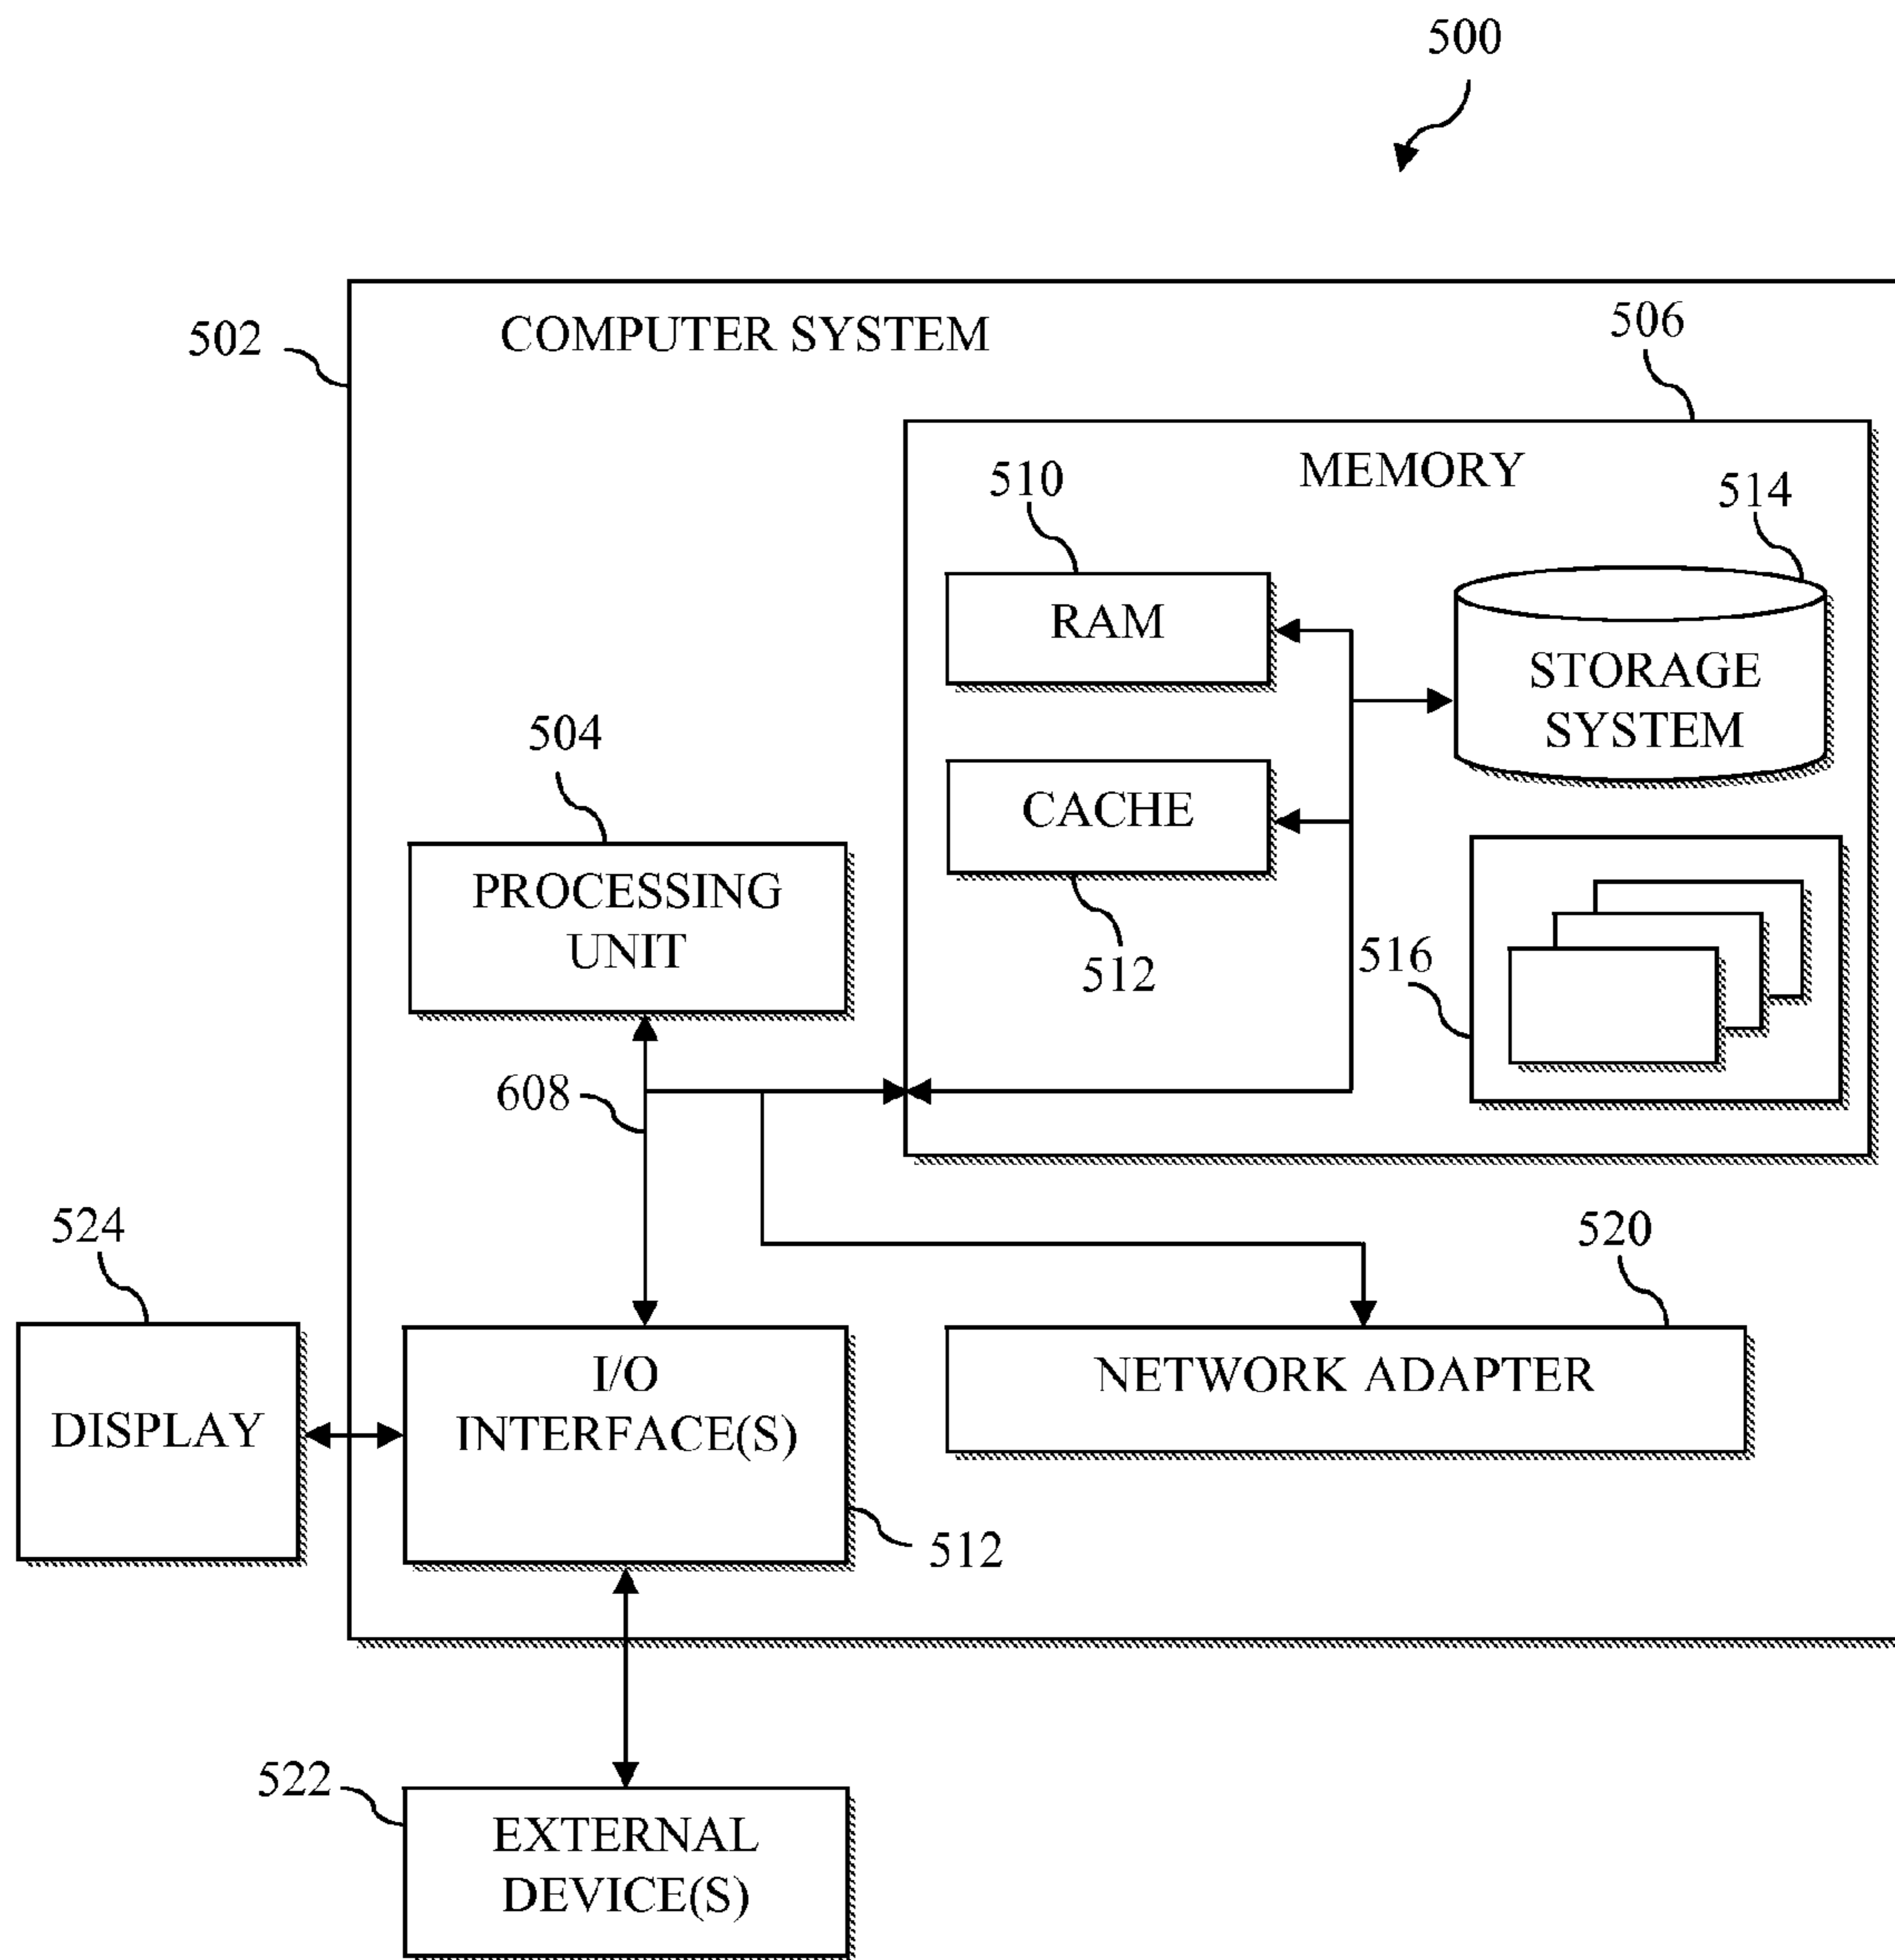 500
502
COMPUTER SYSTEM
506
MEMORY
510
514
RAM
STORAGE
SYSTEM
504
CACHE
PROCESSING
UNIT
512
516
608
524
520
DISPLAY
I/O
INTERFACE(S)
NETWORK ADAPTER
512
522
EXTERNAL
DEVICE(S)